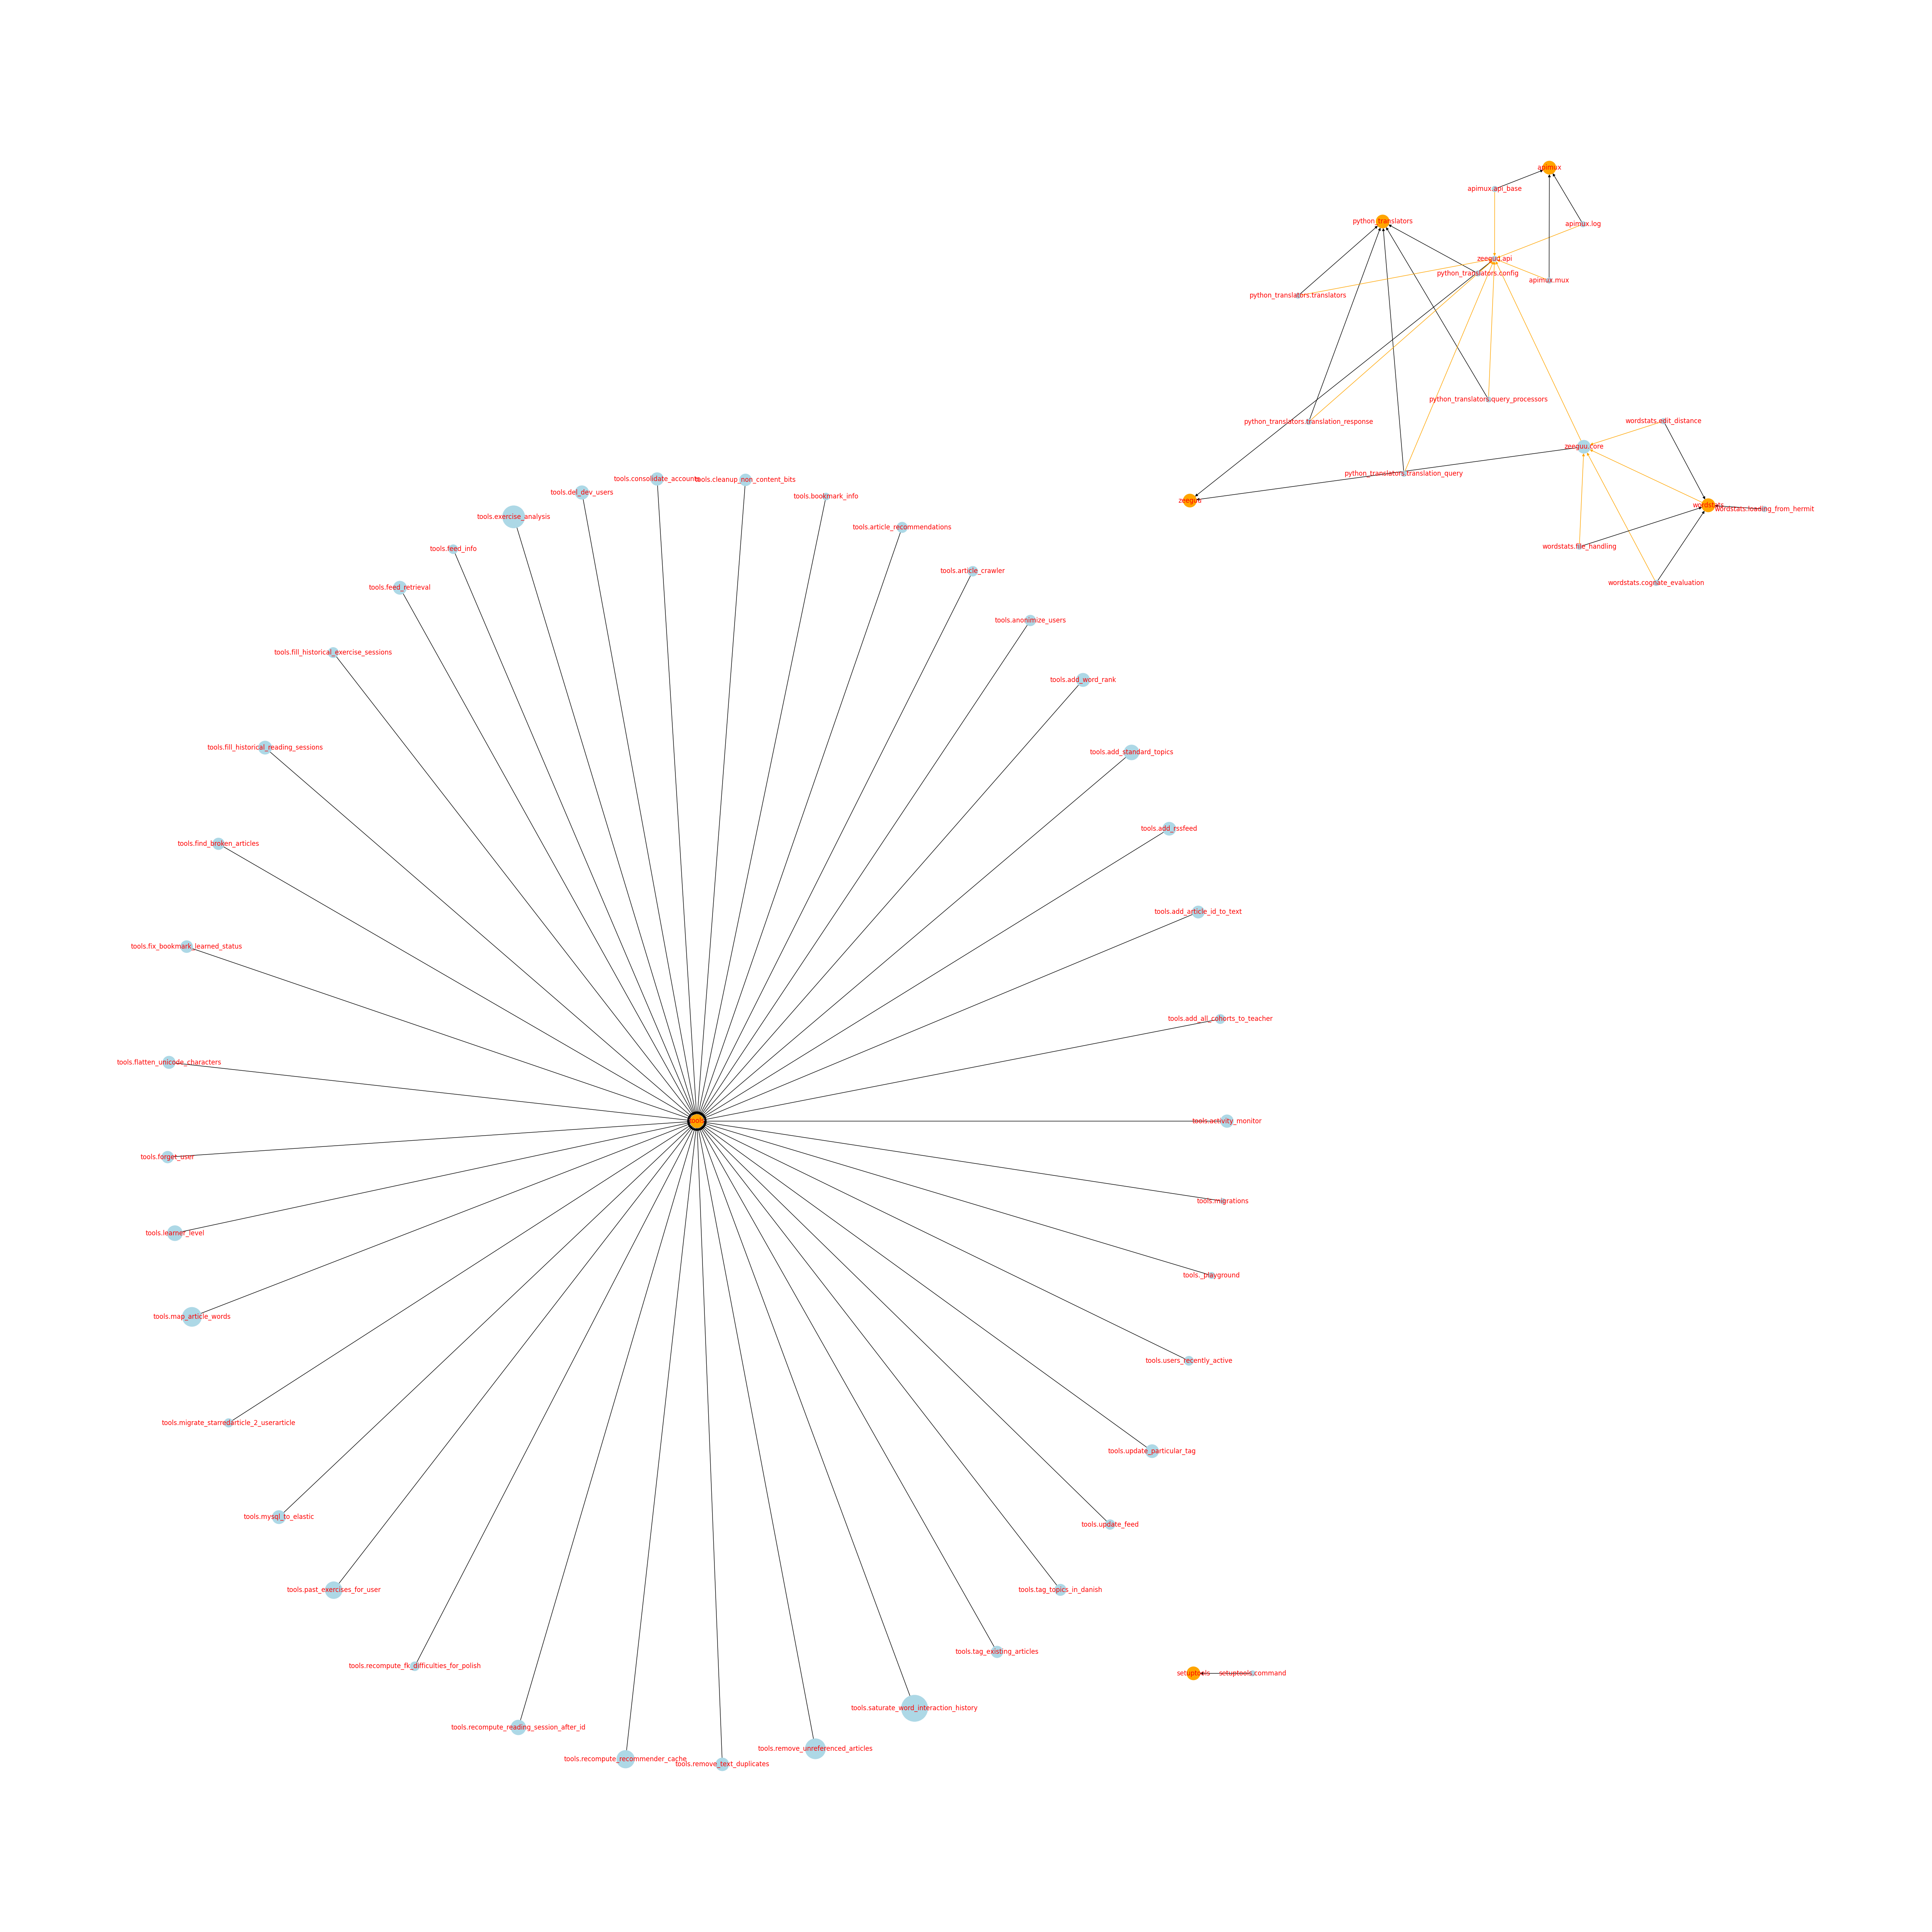 apimux
apimux.api_base
python_translators
apimux.log
zeeguu.api
python_translators.config
apimux.mux
python_translators.translators
python_translators.query_processors
python_translators.translation_response
wordstats.edit_distance
zeeguu.core
python_translators.translation_query
zeeguu
wordstats
wordstats.loading_from_hermit
wordstats.file_handling
wordstats.cognate_evaluation
tools.consolidate_accounts
tools.cleanup_non_content_bits
tools.del_dev_users
tools.bookmark_info
tools.exercise_analysis
tools.article_recommendations
tools.feed_info
tools.article_crawler
tools.feed_retrieval
tools.anonimize_users
tools.fill_historical_exercise_sessions
tools.add_word_rank
tools.fill_historical_reading_sessions
tools.add_standard_topics
tools.add_rssfeed
tools.find_broken_articles
tools.add_article_id_to_text
tools.fix_bookmark_learned_status
tools.add_all_cohorts_to_teacher
tools.flatten_unicode_characters
tools
tools.activity_monitor
tools.forget_user
tools.migrations
tools.learner_level
tools._playground
tools.map_article_words
tools.users_recently_active
tools.migrate_starredarticle_2_userarticle
tools.update_particular_tag
tools.mysql_to_elastic
tools.update_feed
tools.past_exercises_for_user
tools.tag_topics_in_danish
tools.tag_existing_articles
tools.recompute_fk_difficulties_for_polish
setuptools
setuptools.command
tools.saturate_word_interaction_history
tools.recompute_reading_session_after_id
tools.remove_unreferenced_articles
tools.recompute_recommender_cache
tools.remove_text_duplicates